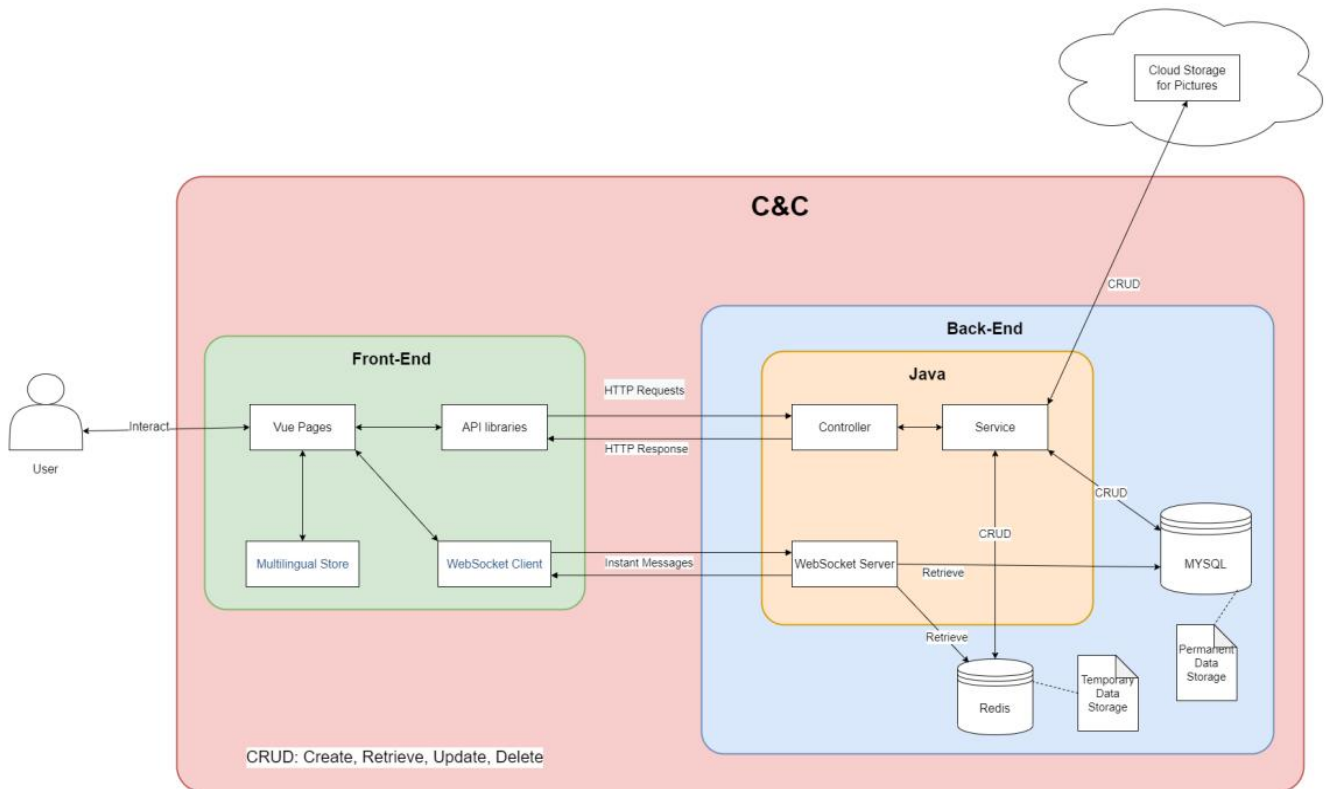 Cloud Storage
for Pictures
C&C
CRUD
Back-End
Front-End
Java
HTTP Requests
Interact
Vue Pages
API libraries
Controller
Service
HTTP Response
User
CRUD
CRUD
Multilingual Store
WebSocket Client
Instant Messages
WebSocket Server
Retrieve
MYSQL
Retrieve
Permanent
Data
Storage
Temporary
Data
Storage
Redis
CRUD: Create, Retrieve, Update, Delete